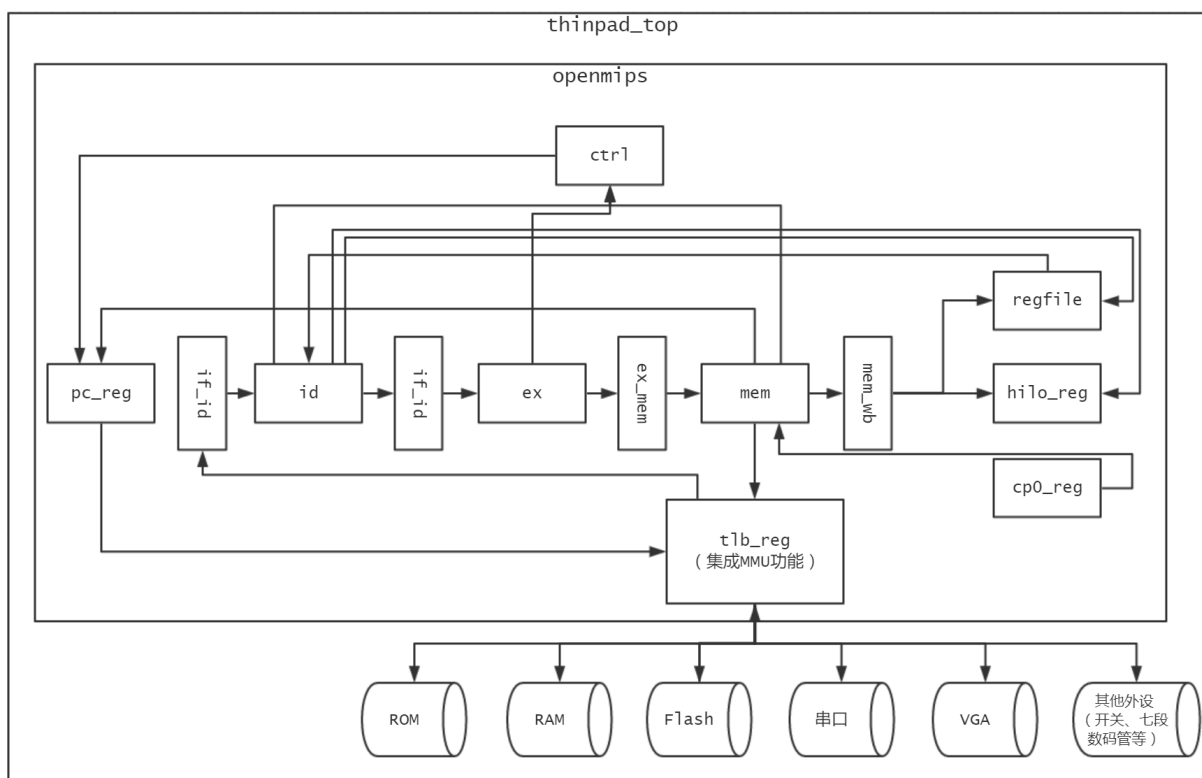 thinpad_top
openmips
ctrl
regfile
pc_reg
if_id
id
if_id
ex
ex_mem
mem
mem_wb
hilo_reg
cp0_reg
tlb_reg
（集成MMU功能）
ROM
RAM
Flash
串口
VGA
其他外设
（开关、七段
数码管等）